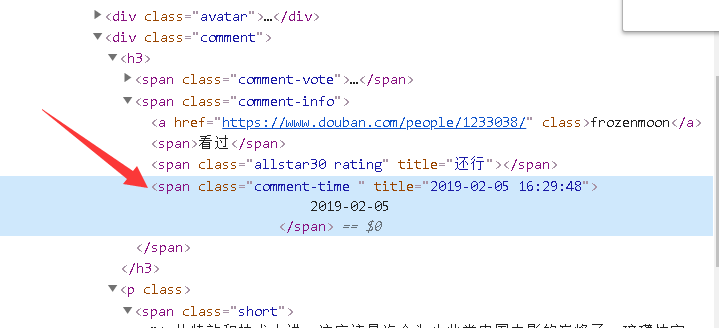 <div class="avatar">…</div>
<div class="comment">
<h3>
<span class="comment-vote">…</span>
<span class="comment-info">
<a href="https://www.douban.com/people/1233038/" class>frozenmoon</a>
<span>看过</span>
<span class="allstar30 rating" title="还行"></span>
<span class="comment-time " title="2019-02-05 16:29:48">
2019-02-05
</span> == $0
</span>
</h3>
<p class>
<span class="short">